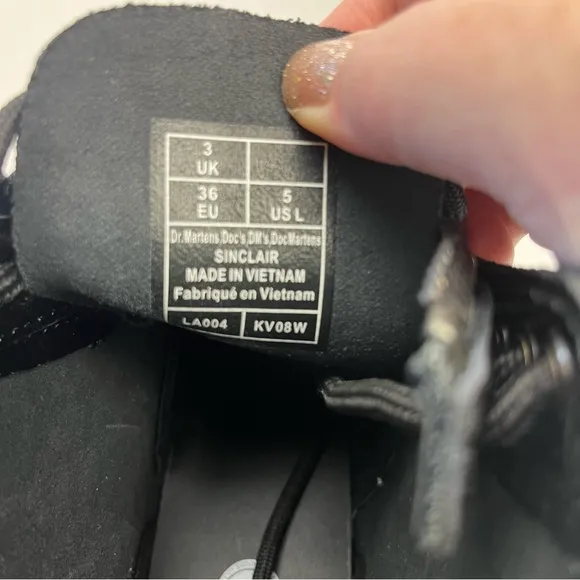 3
UK
36
EU
5
US L
Dr.Martens,Doc's,DM's,DocMartens
SINCLAIR
MADE IN VIETNAM
Fabriqué en Vietnam
LA004
KV08W